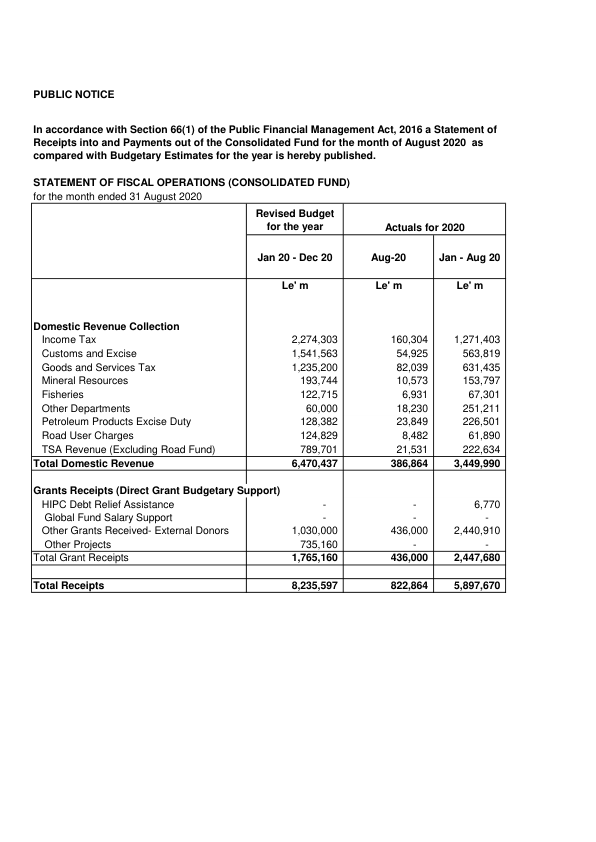 PUBLIC NOTICE
In accordance with Section 66(1) of the Public Financial Management Act, 2016 a Statement of
Receipts into and Payments out of the Consolidated Fund for the month of August 2020 as
compared with Budgetary Estimates for the year is hereby published.
STATEMENT OF FISCAL OPERATIONS (CONSOLIDATED FUND)
for the month ended 31 August 2020
Revised Budget for the year Actuals for 2020
Jan 20 - Dec 20 Aug-20 Jan - Aug 20
Le' m Le' m Le' m
Domestic Revenue Collection
Income Tax 2,274,303 160,304 1,271,403
Customs and Excise 1,541,563 54,925 563,819
Goods and Services Tax 1,235,200 82,039 631,435
Mineral Resources 193,744 10,573 153,797
Fisheries 122,715 6,931 67,301
Other Departments 60,000 18,230 251,211
Petroleum Products Excise Duty 128,382 23,849 226,501
Road User Charges 124,829 8,482 61,890
TSA Revenue (Excluding Road Fund) 789,701 21,531 222,634
Total Domestic Revenue 6,470,437 386,864 3,449,990
Grants Receipts (Direct Grant Budgetary Support)
HIPC Debt Relief Assistance - - 6,770
Global Fund Salary Support - - -
Other Grants Received- External Donors 1,030,000 436,000 2,440,910
Other Projects 735,160 - -
Total Grant Receipts 1,765,160 436,000 2,447,680
Total Receipts 8,235,597 822,864 5,897,670